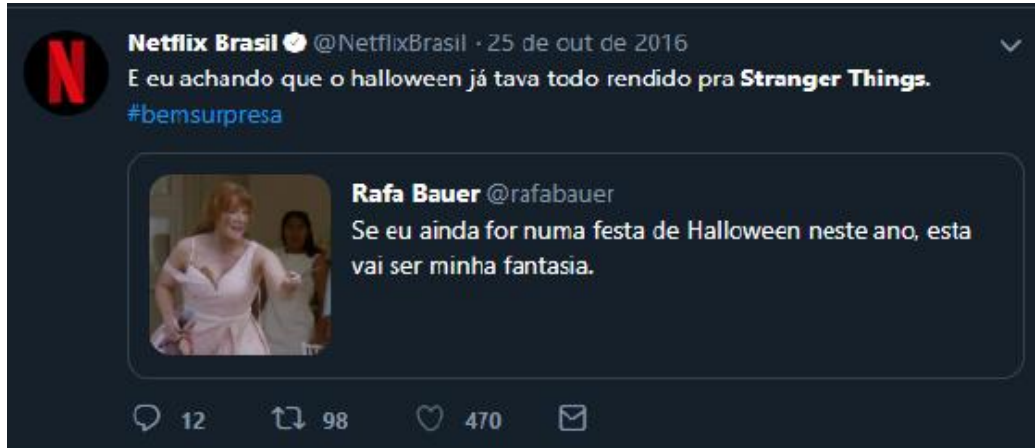 Netflix Brasil @NetflixBrasil · 25 de out de 2016
E eu achando que o halloween já tava todo rendido pra Stranger Things.
#bemsurpresa
Rafa Bauer @rafabauer
Se eu ainda for numa festa de Halloween neste ano, esta
vai ser minha fantasia.
12 98 470